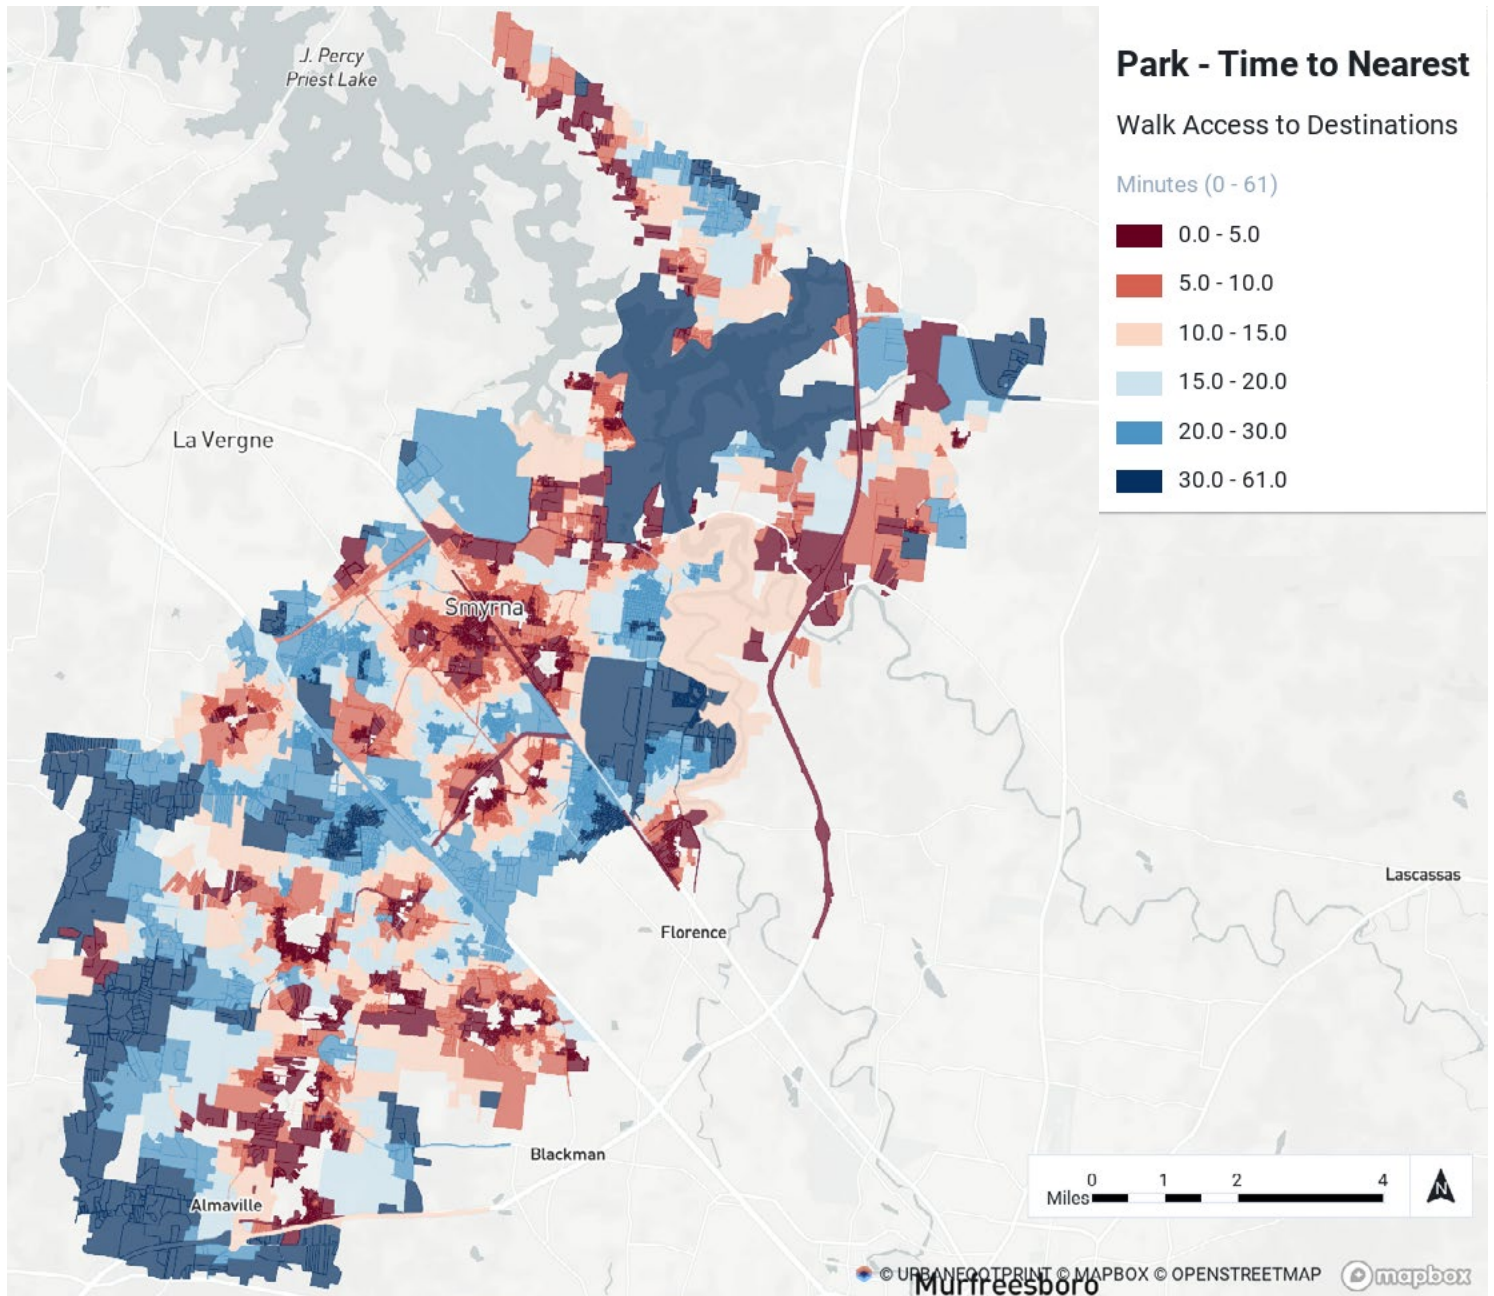 J. Percy
Priest Lake
Park - Time to Nearest
Walk Access to Destinations
Minutes (0 - 61)
0.0 - 5.0
5.0 - 10.0
10.0 - 15.0
15.0 - 20.0
20.0 - 30.0
30.0 - 61.0
La Vergne
Smyrna
Lascassas
Florence
Blackman
Almaville
0 1 2 4
Miles
N
© URBANFOOTPRINT © MAPBOX © OPENSTREETMAP
mapbox
Murfreesboro